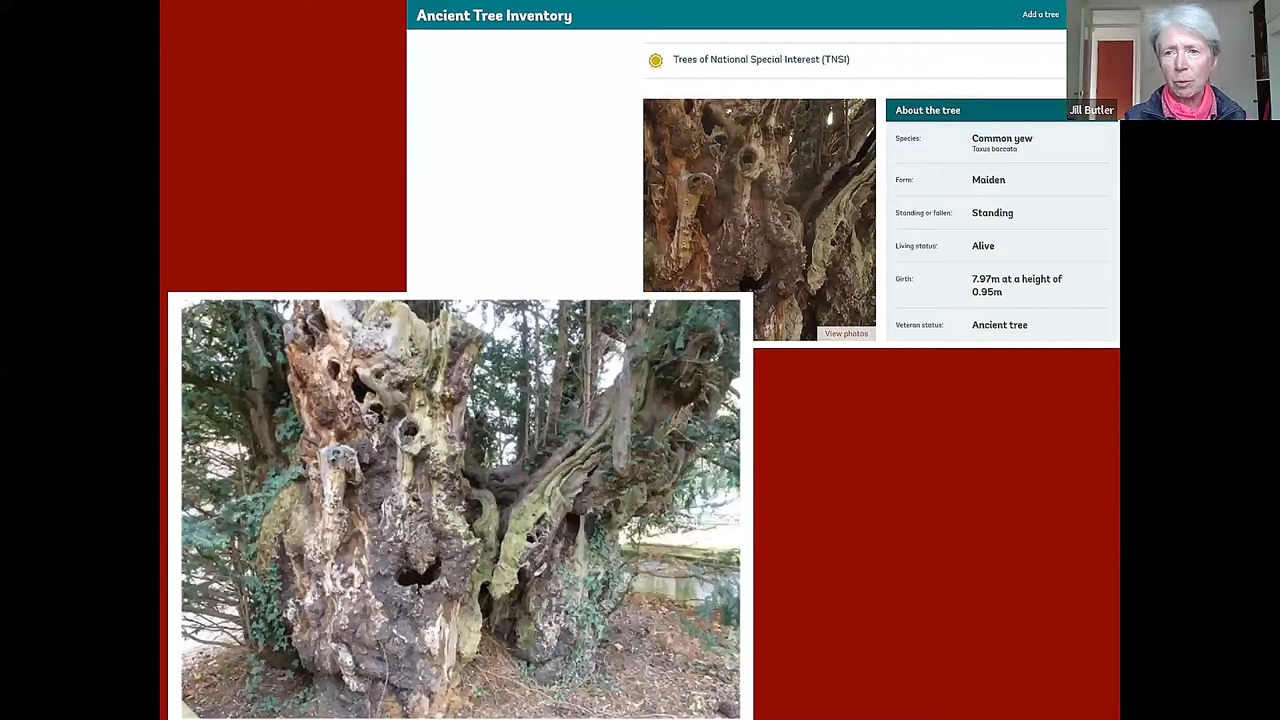 Ancient Tree Inventory
Add a tree
Trees of National Special Interest (TNSI)
Jill Butler
About the tree
Species: Common yew
Taxus baccata
Form: Maiden
Standing or fallen: Standing
Living status: Alive
Girth: 7.97m at a height of
0.95m
Veteran status: Ancient tree
View photos